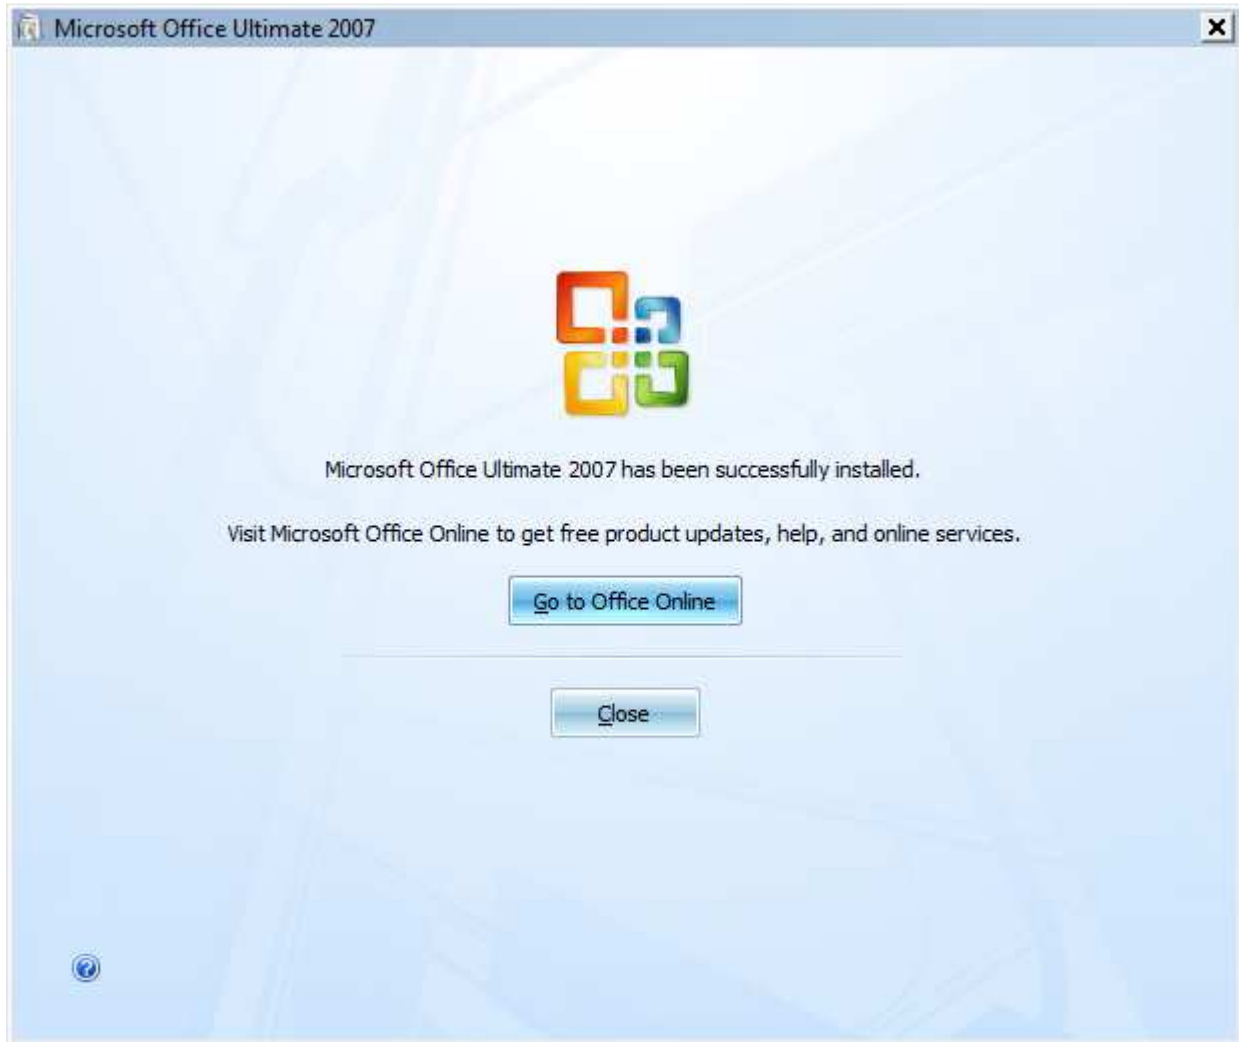 Microsoft Office Ultimate 2007
Microsoft Office Ultimate 2007 has been successfully installed.
Visit Microsoft Office Online to get free product updates, help, and online services.
Go to Office Online
Close